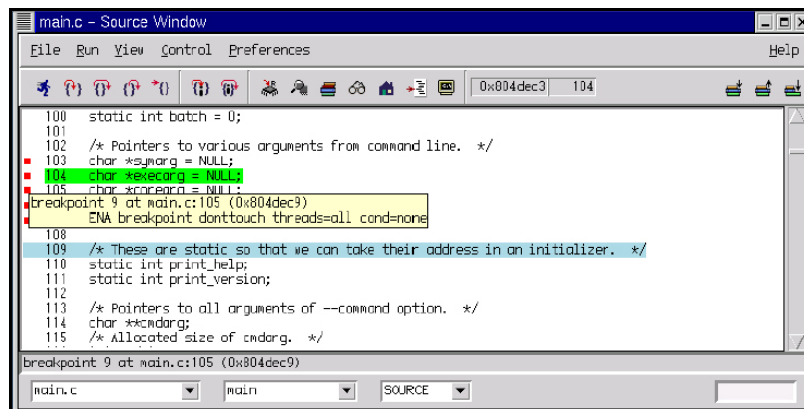 main.c - Source Window
File Run View Control Preferences Help
0x804dec3 104
100 static int batch = 0;
101
102 /* Pointers to various arguments from command line. */
103 char *symarg = NULL;
104 char *execarg = NULL;
105 char *corearg = NULL;
breakpoint 9 at main.c:105 (0x804dec9)
ENA breakpoint donttouch threads=all cond=none
108
109 /* These are static so that we can take their address in an initializer. */
110 static int print_help;
111 static int print_version;
112
113 /* Pointers to all arguments of --command option. */
114 char **cmdarg;
115 /* Allocated size of cmdarg. */
breakpoint 9 at main.c:105 (0x804dec9)
main.c main SOURCE